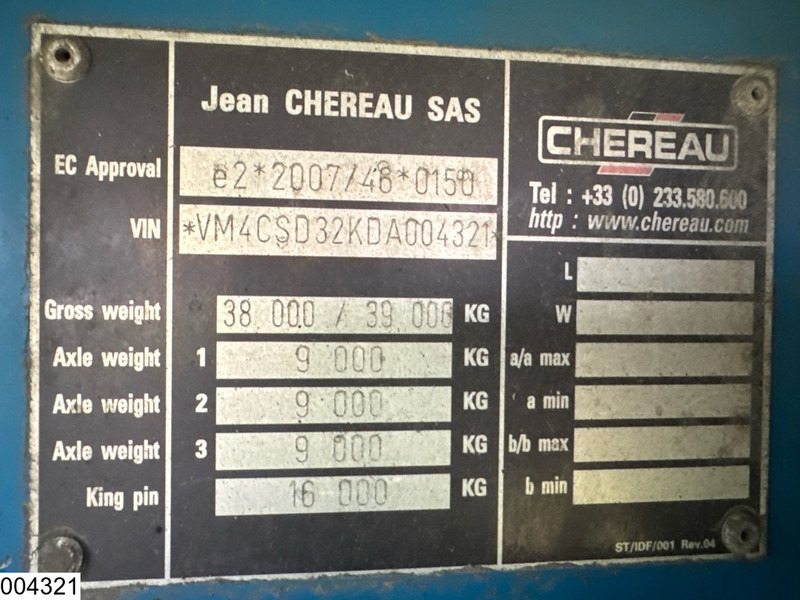 Jean CHEREAU SAS
EC Approval e2*2007/46*0150
VIN *VM4CSD32KDA004321*
Gross weight 38 000 / 39 000 KG
Axle weight 1 9 000 KG
Axle weight 2 9 000 KG
Axle weight 3 9 000 KG
King pin 16 000 KG
CHEREAU
Tel : +33 (0) 233.580.600
http : www.chereau.com
L
W
a/a max
a min
b/b max
b min
ST/IDF/001 Rev.04
004321